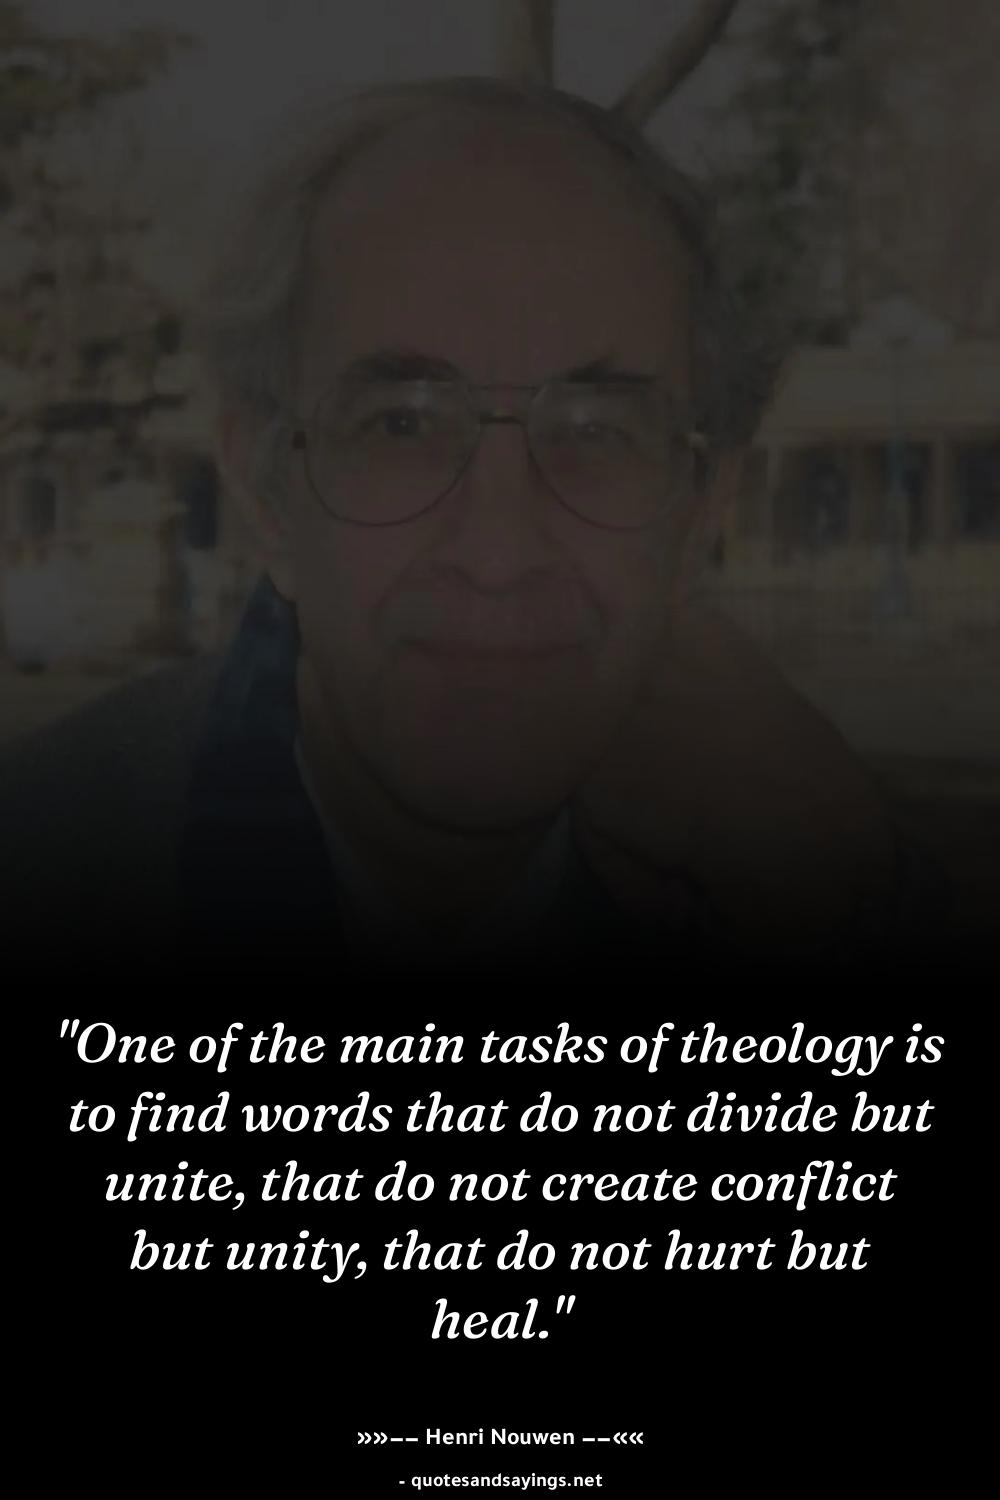 "One of the main tasks of theology is
to find words that do not divide but
unite, that do not create conflict
but unity, that do not hurt but
heal."
»»−− Henri Nouwen −−««
- quotesandsayings.net